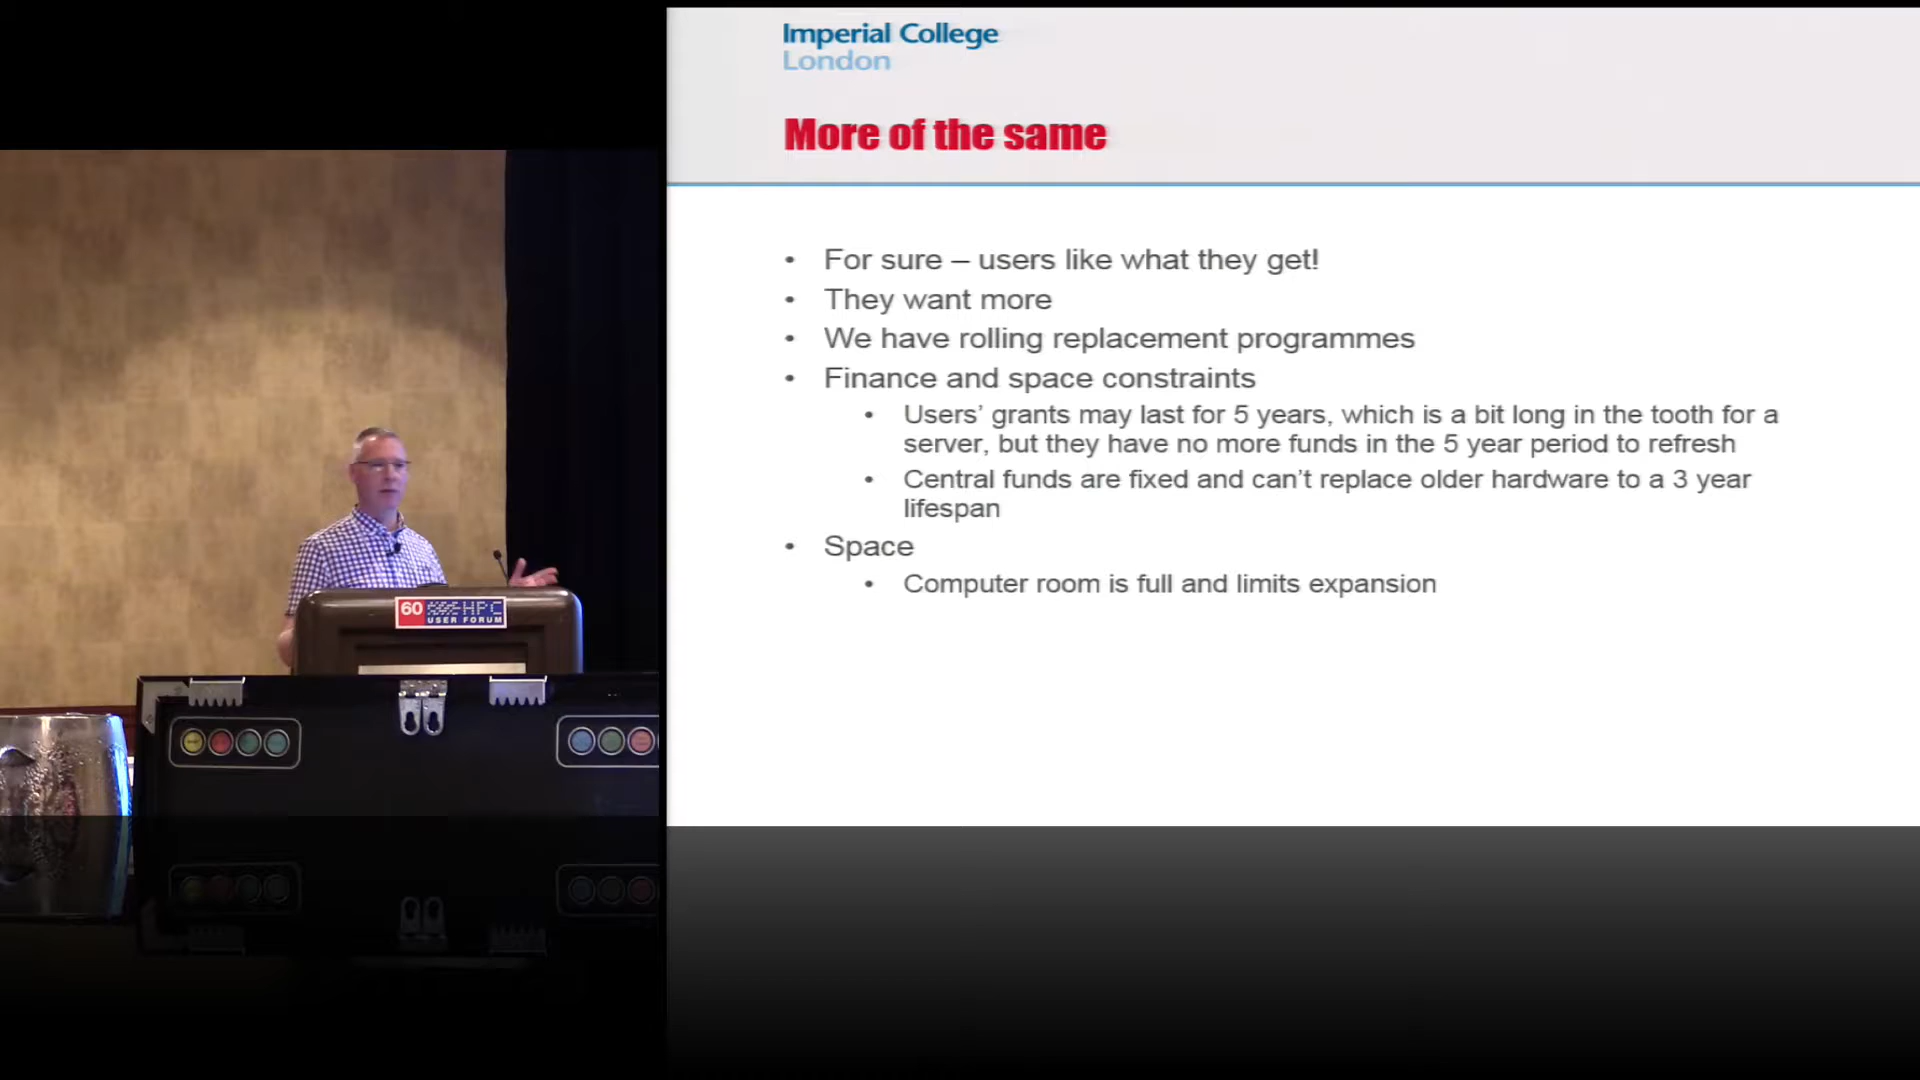 Imperial College
London
More of the same
• For sure – users like what they get!
• They want more
• We have rolling replacement programmes
• Finance and space constraints
• Users’ grants may last for 5 years, which is a bit long in the tooth for a
server, but they have no more funds in the 5 year period to refresh
• Central funds are fixed and can’t replace older hardware to a 3 year
lifespan
• Space
• Computer room is full and limits expansion
60 HPC
USER FORUM